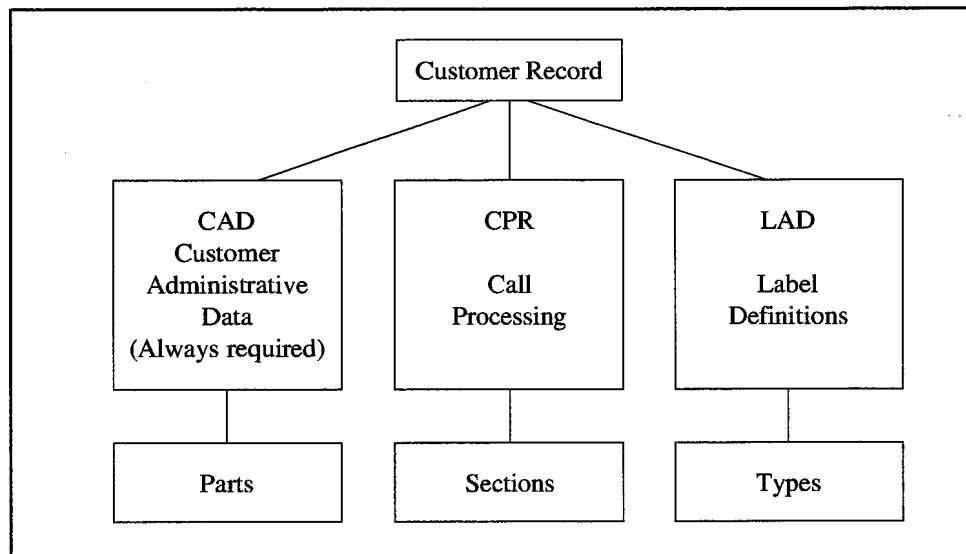 Customer Record
CAD
Customer
Administrative
Data
(Always required)
CPR
Call
Processing
LAD
Label
Definitions
Parts
Sections
Types